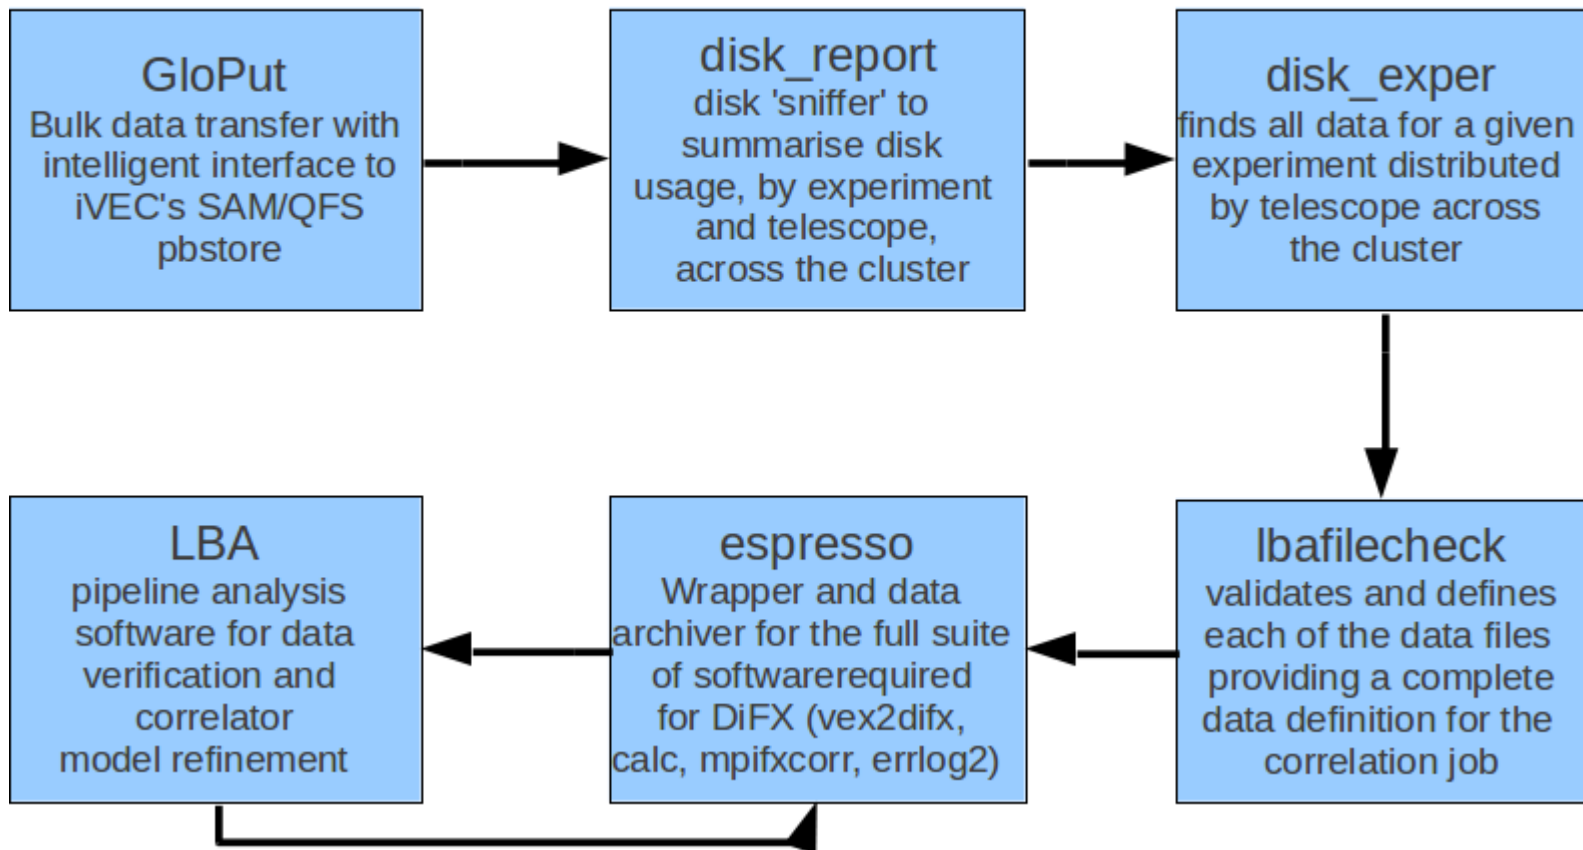 GloPut
Bulk data transfer with
intelligent interface to
iVEC's SAM/QFS
pbstore
disk_report
disk 'sniffer' to
summarise disk
usage, by experiment
and telescope,
across the cluster
disk_exper
finds all data for a given
experiment distributed
by telescope across
the cluster
lbafilecheck
validates and defines
each of the data files
providing a complete
data definition for the
correlation job
espresso
Wrapper and data
archiver for the full suite
of softwarerequired
for DiFX (vex2difx,
calc, mpifxcorr, errlog2)
LBA
pipeline analysis
software for data
verification and
correlator
model refinement